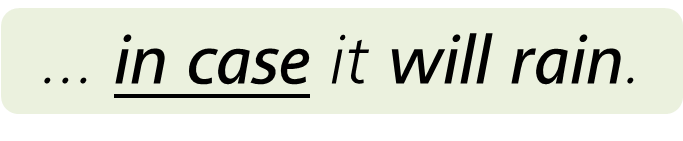 ... in case it will rain.